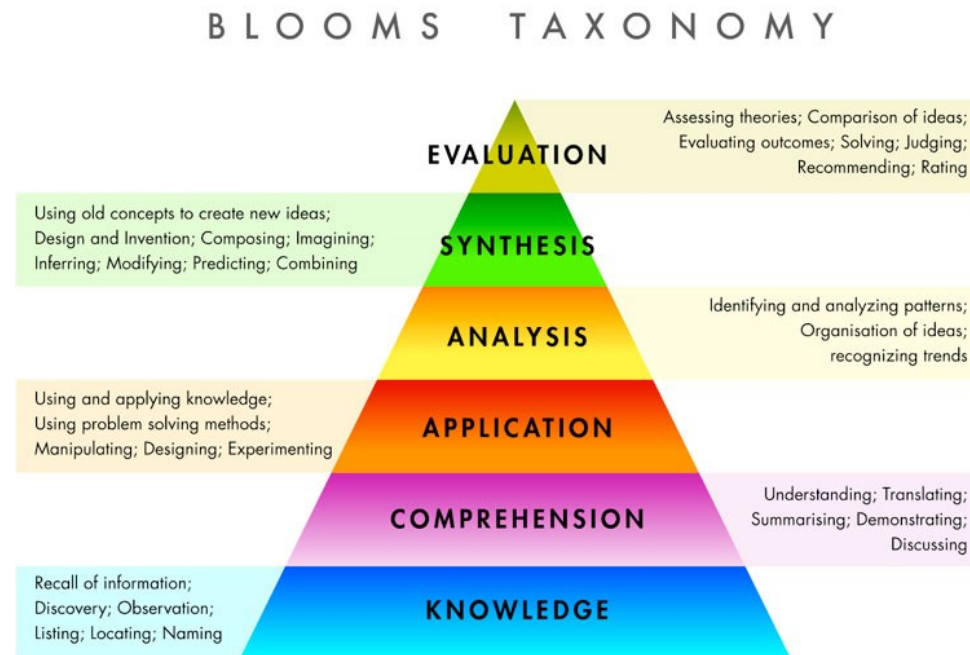 BLOOMS TAXONOMY
EVALUATION
Assessing theories; Comparison of ideas;
Evaluating outcomes; Solving; Judging;
Recommending; Rating
Using old concepts to create new ideas;
Design and Invention; Composing; Imagining;
Inferring; Modifying; Predicting; Combining
SYNTHESIS
ANALYSIS
Identifying and analyzing patterns;
Organisation of ideas;
recognizing trends
Using and applying knowledge;
Using problem solving methods;
Manipulating; Designing; Experimenting
APPLICATION
COMPREHENSION
Understanding; Translating;
Summarising; Demonstrating;
Discussing
Recall of information;
Discovery; Observation;
Listing; Locating; Naming
KNOWLEDGE